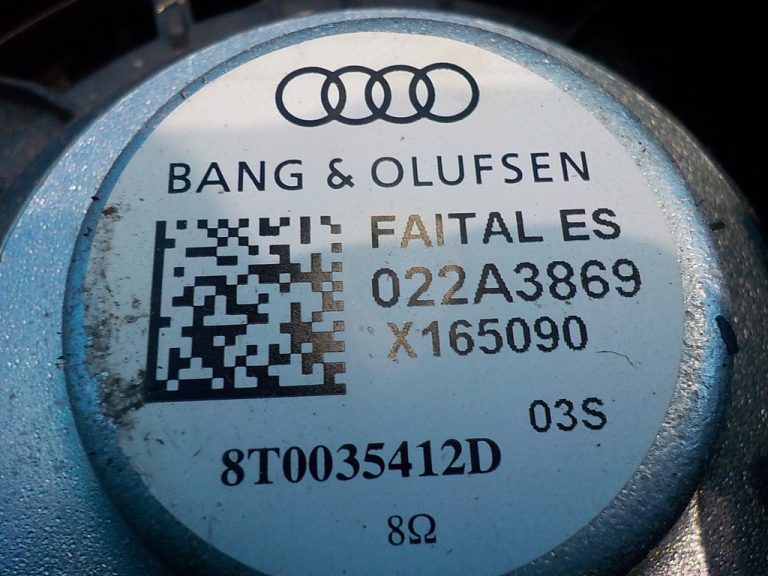 BANG & OLUFSEN
FAITAL ES
022A3869
X165090
03S
8T0035412D
8Ω